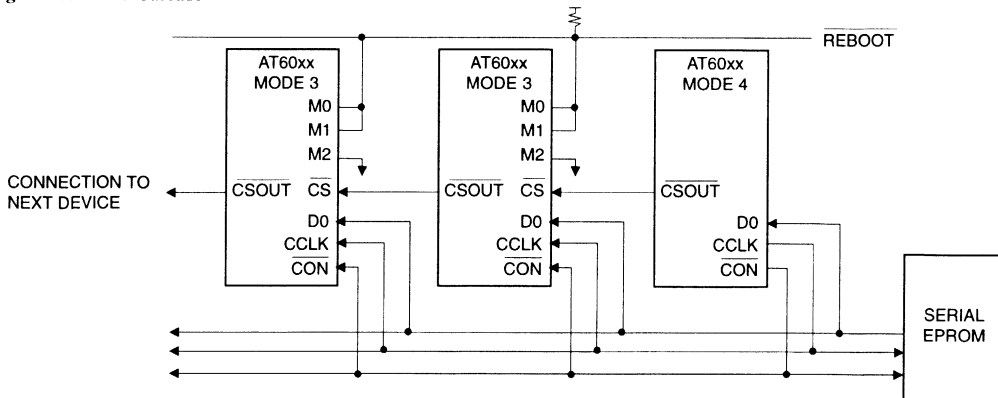 REBOOT
AT60xx
MODE 3
M0
M1
M2
CSOUT
CS
D0
CCLK
CON
AT60xx
MODE 3
M0
M1
M2
CSOUT
CS
D0
CCLK
CON
AT60xx
MODE 4
CSOUT
D0
CCLK
CON
CONNECTION TO
NEXT DEVICE
SERIAL
EPROM